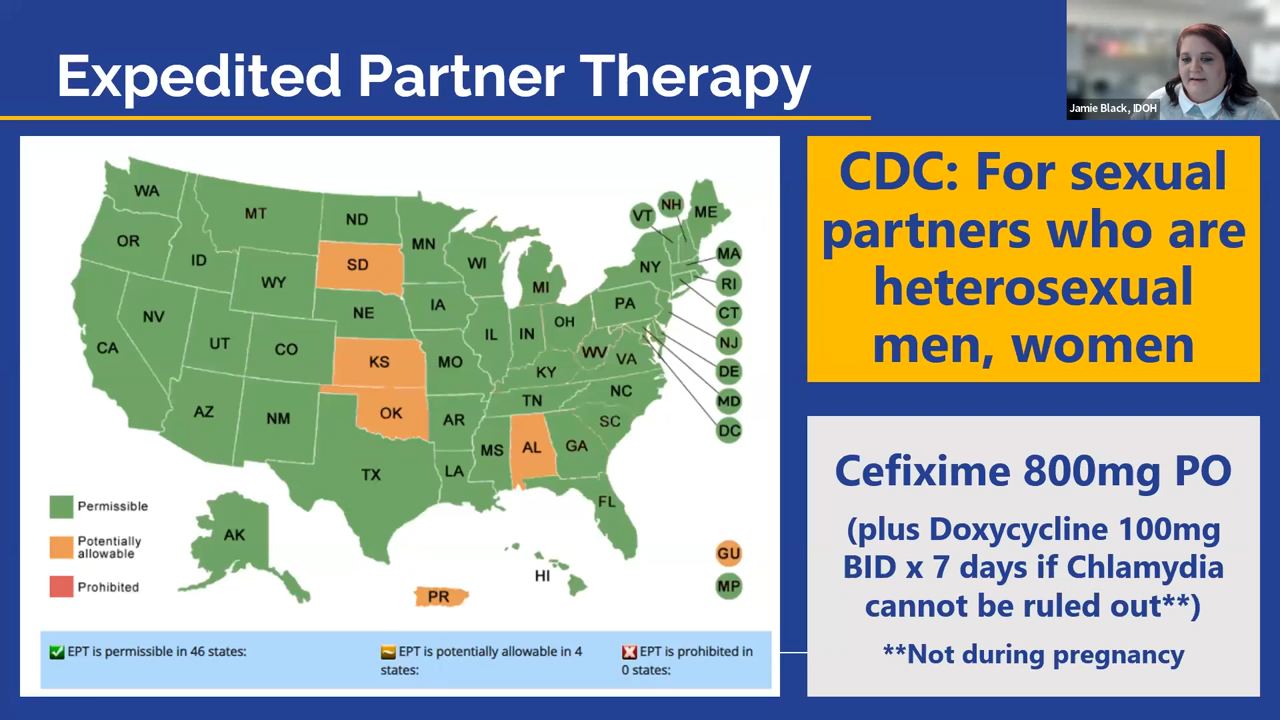 Expedited Partner Therapy
Jamie Black, IDOH
WA
MT
ND
MN
OR
ID
SD
WI
MI
VT
NH
ME
WY
NY
MA
RI
NV
NE
IA
PA
CT
CA
UT
CO
IL
IN
OH
NJ
KS
MO
WV
VA
DE
KY
MD
AZ
NM
OK
AR
TN
NC
DC
SC
MS
AL
GA
TX
LA
FL
AK
HI
PR
GU
MP
Permissible
Potentially
allowable
Prohibited
EPT is permissible in 46 states:
EPT is potentially allowable in 4
states:
EPT is prohibited in
0 states:
CDC: For sexual
partners who are
heterosexual
men, women
Cefixime 800mg PO
(plus Doxycycline 100mg
BID x 7 days if Chlamydia
cannot be ruled out**)
**Not during pregnancy